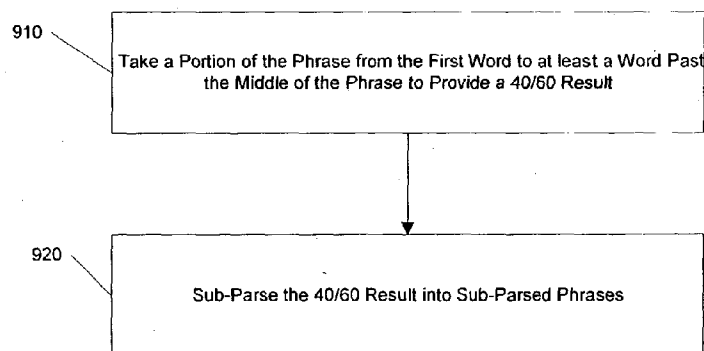 910
Take a Portion of the Phrase from the First Word to at least a Word Past
the Middle of the Phrase to Provide a 40/60 Result
920
Sub-Parse the 40/60 Result into Sub-Parsed Phrases